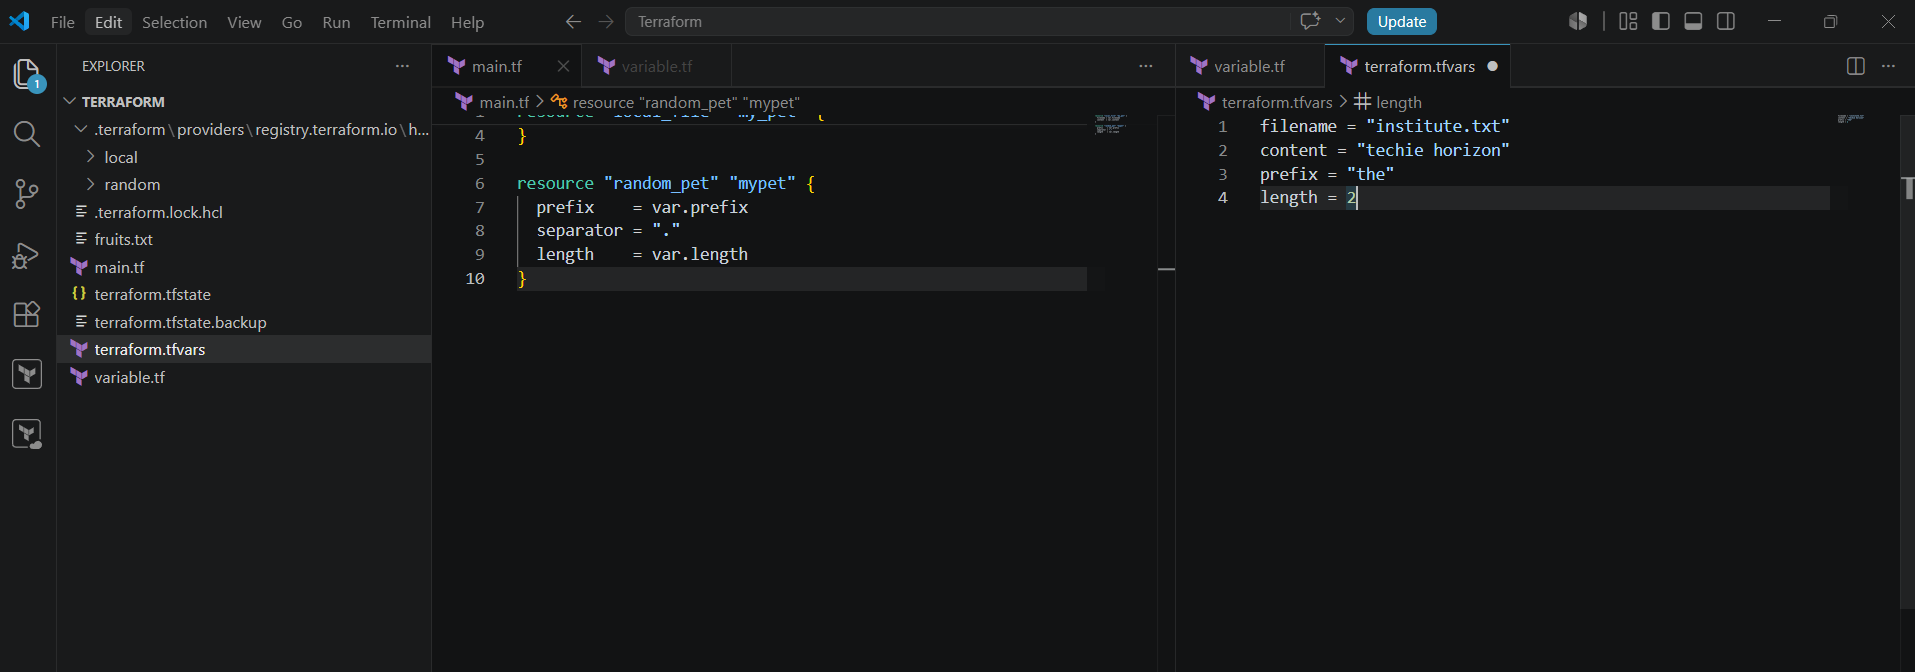 File Edit Selection View Go Run Terminal Help
Terraform
Update
EXPLORER
TERRAFORM
.terraform\providers\registry.terraform.io\h...
local
random
.terraform.lock.hcl
fruits.txt
main.tf
terraform.tfstate
terraform.tfstate.backup
terraform.tfvars
variable.tf
1
main.tf
variable.tf
main.tf > resource "random_pet" "mypet"
4 }
5
6 resource "random_pet" "mypet" {
7 prefix = var.prefix
8 separator = "."
9 length = var.length
10 }
variable.tf
terraform.tfvars
terraform.tfvars > length
1 filename = "institute.txt"
2 content = "techie horizon"
3 prefix = "the"
4 length = 2